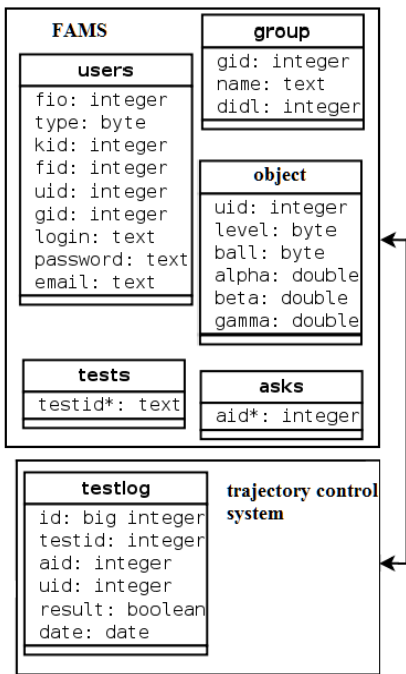 FAMS
users
fio: integer
type: byte
kid: integer
fid: integer
uid: integer
gid: integer
login: text
password: text
email: text
group
gid: integer
name: text
didl: integer
object
uid: integer
level: byte
ball: byte
alpha: double
beta: double
gamma: double
tests
testid*: text
asks
aid*: integer
testlog
id: big integer
testid: integer
aid: integer
uid: integer
result: boolean
date: date
trajectory control
system